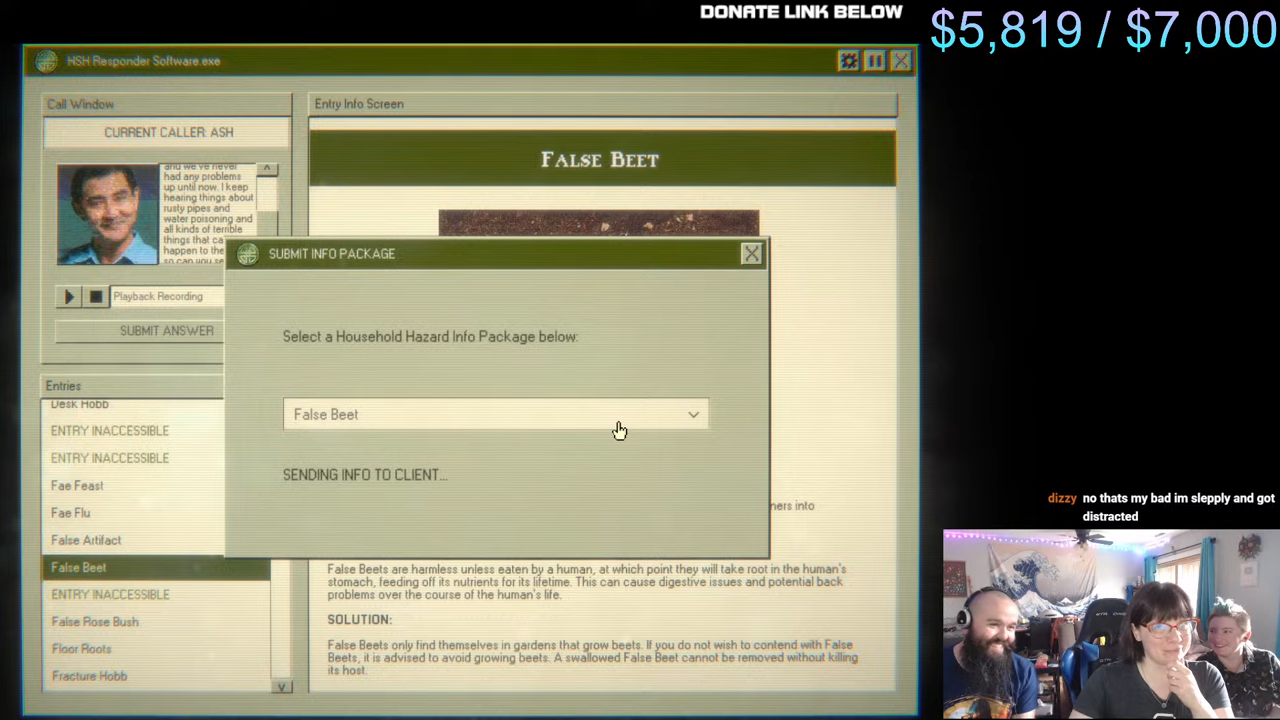 DONATE LINK BELOW
$5,819 / $7,000
HSH Responder Software.exe
Call Window
CURRENT CALLER: ASH
and we've never
had any problems
up until now. I keep
hearing things about
rusty pipes and
water poisoning and
all kinds of terrible
things that ca
happen to the
Playback Recording
SUBMIT ANSWER
Entry Info Screen
FALSE BEET
SUBMIT INFO PACKAGE
Select a Household Hazard Info Package below:
False Beet
SENDING INFO TO CLIENT...
Entries
Desk Hobb
ENTRY INACCESSIBLE
ENTRY INACCESSIBLE
Fae Feast
Fae Flu
False Artifact
False Beet
ENTRY INACCESSIBLE
False Rose Bush
Floor Roots
Fracture Hobb
ners into
False Beets are harmless unless eaten by a human, at which point they will take root in the human's
stomach, feeding off its nutrients for its lifetime. This can cause digestive issues and potential back
problems over the course of the human's life.
SOLUTION:
False Beets only find themselves in gardens that grow beets. If you do not wish to contend with False
Beets, it is advised to avoid growing beets. A swallowed False Beet cannot be removed without killing
its host.
dizzy no thats my bad im slepply and got
distracted